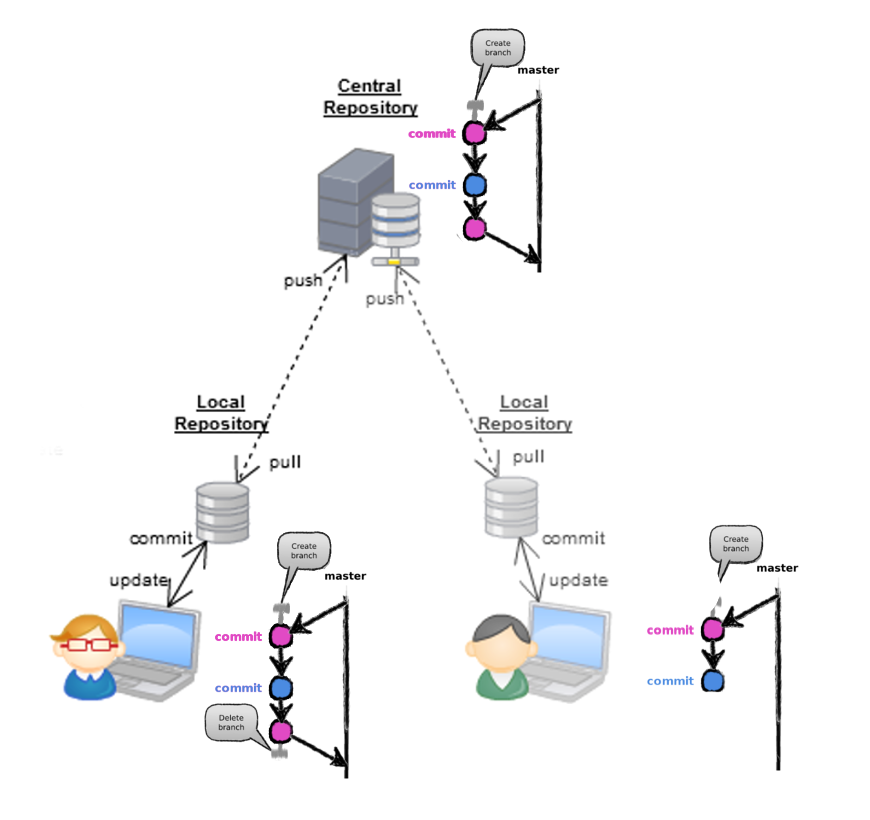 Create
branch
master
Central
Repository
commit
commit
push
push
Local
Repository
pull
commit
update
Create
branch
master
commit
commit
Delete
branch
Local
Repository
pull
commit
update
Create
branch
master
commit
commit